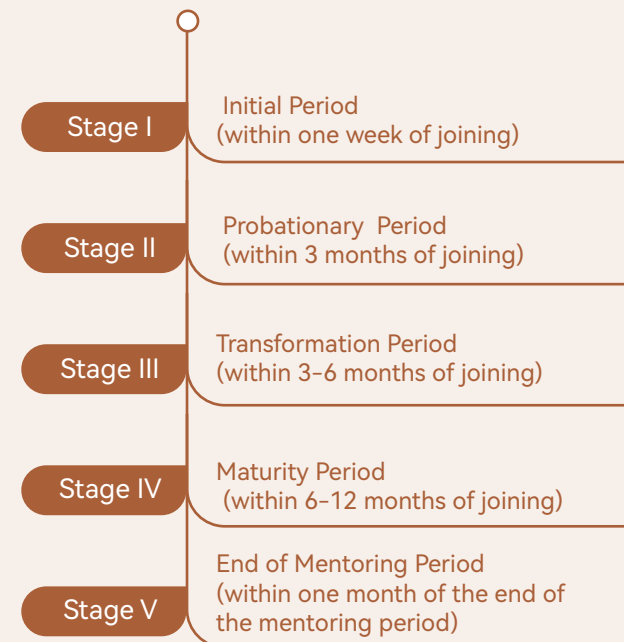 Stage I
Initial Period
(within one week of joining)
Stage II
Probationary Period
(within 3 months of joining)
Stage III
Transformation Period
(within 3-6 months of joining)
Stage IV
Maturity Period
(within 6-12 months of joining)
Stage V
End of Mentoring Period
(within one month of the end of
the mentoring period)